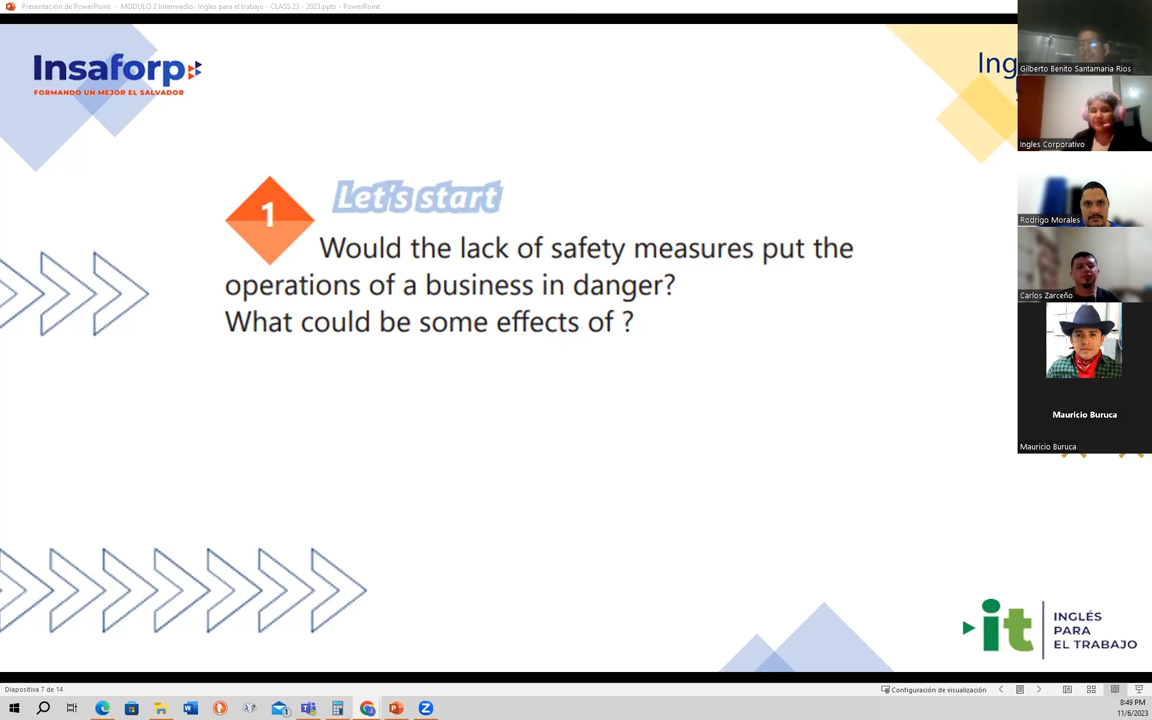 Presentación de PowerPoint - MODULO 2 Intermedio- Ingles para el trabajo - CLASS 23 - 2023.pptx - PowerPoint
Insaforp
FORMANDO UN MEJOR EL SALVADOR
Ing
Gilberto Benito Santamaria Rios
Ingles Corporativo
Rodrigo Morales
Carlos Zarceño
Mauricio Buruca
Mauricio Buruca
1
Let's start
Would the lack of safety measures put the
operations of a business in danger?
What could be some effects of ?
it
INGLÉS
PARA
EL TRABAJO
Diapositiva 7 de 14
Configuración de visualización
8:49 PM
11/6/2023